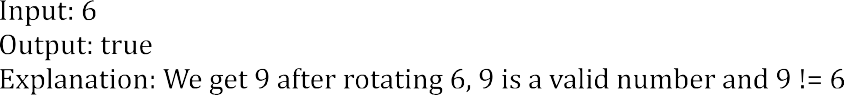 Input: 6
Output: true
Explanation: We get 9 after rotating 6, 9 is a valid number and 9 != 6